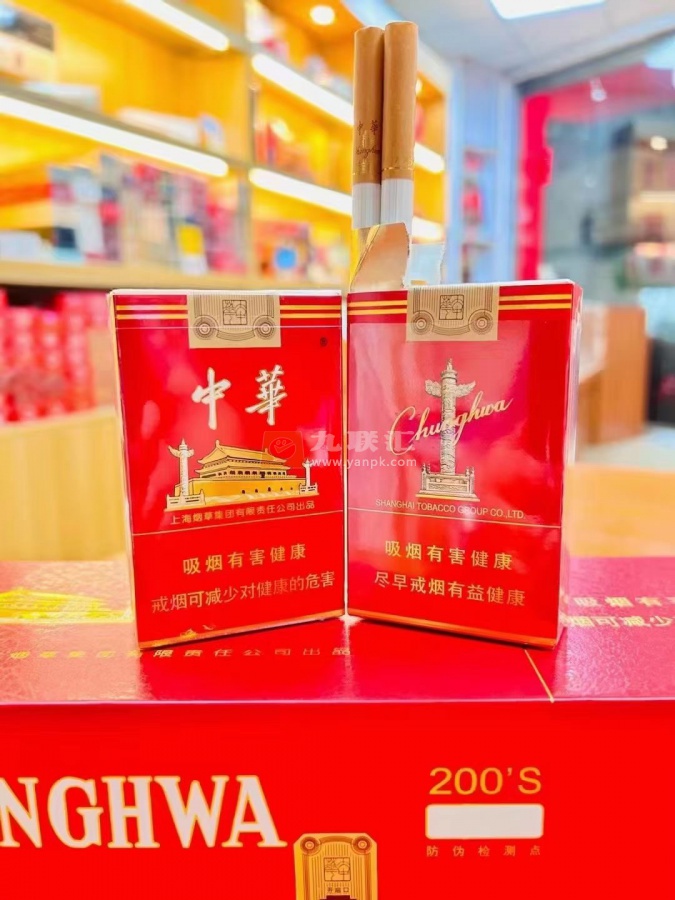 中華
中華
Chunghwa
九联汇
www.yanpk.com
上海烟草集团有限责任公司出品
SHANGHAI TOBACCO GROUP CO., LTD.
吸烟有害健康
戒烟可减少对健康的危害
吸烟有害健康
尽早戒烟有益健康
限责任公司出品
吸烟有
烟可减少
NGHWA
200'S
防伪检测点